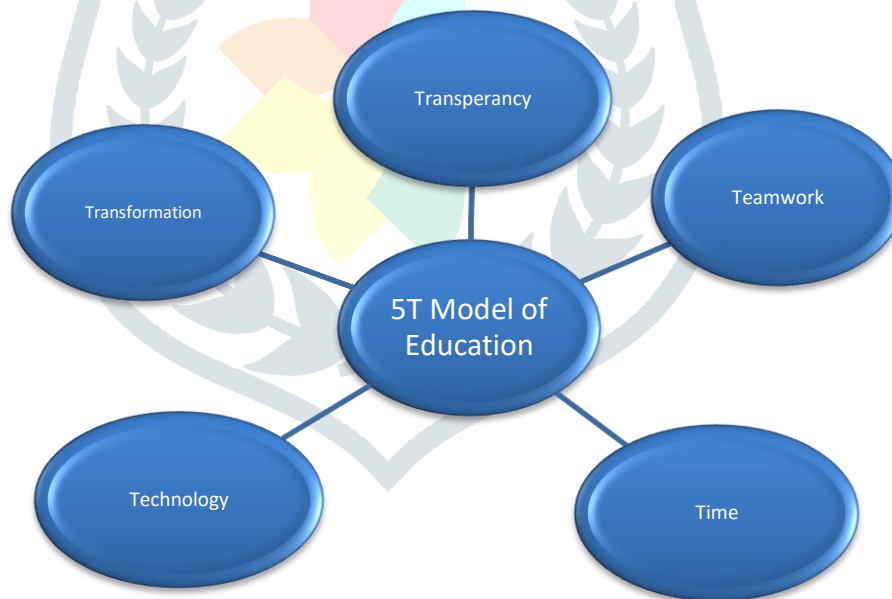 Transperancy
Teamwork
Transformation
5T Model of
Education
Technology
Time